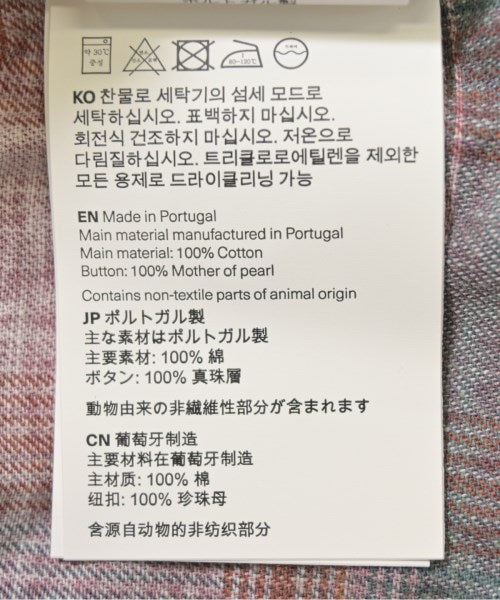 약 30℃
중성
80~120℃
KO 찬물로 세탁기의 섬세 모드로
세탁하십시오. 표백하지 마십시오.
회전식 건조하지 마십시오. 저온으로
다림질하십시오. 트리클로로에틸렌을 제외한
모든 용제로 드라이클리닝 가능
EN Made in Portugal
Main material manufactured in Portugal
Main material: 100% Cotton
Button: 100% Mother of pearl
Contains non-textile parts of animal origin
JP ポルトガル製
主な素材はポルトガル製
主要素材: 100% 綿
ボタン: 100% 真珠層
動物由来の非繊維性部分が含まれます
CN 葡萄牙制造
主要材料在葡萄牙制造
主材质: 100% 棉
纽扣: 100% 珍珠母
含源自动物的非纺织部分